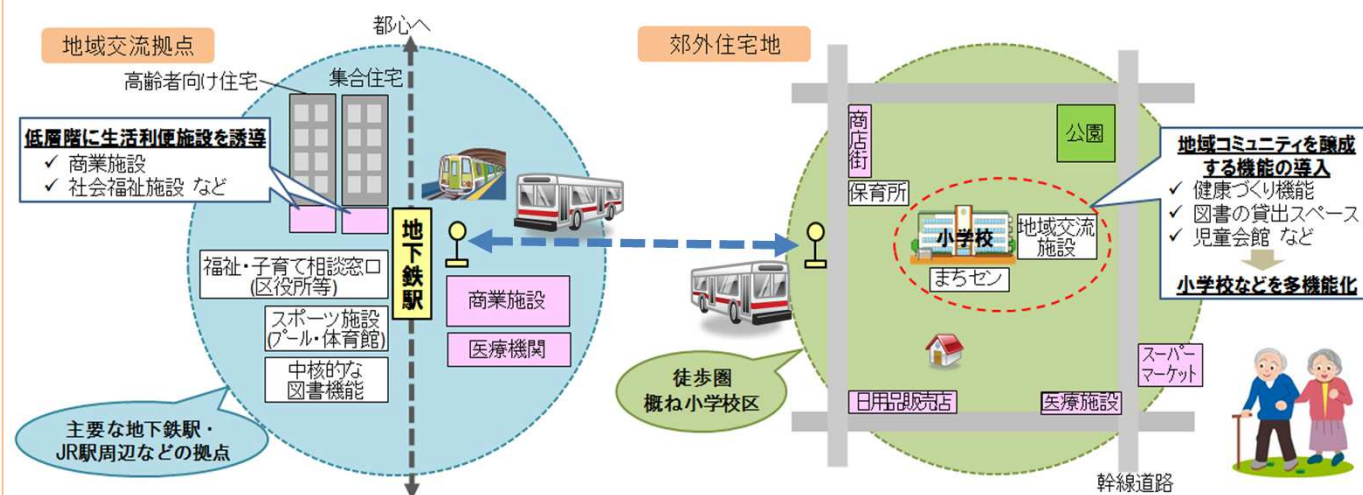 都心へ
地域交流拠点
高齢者向け住宅
集合住宅
低層階に生活利便施設を誘導
✓ 商業施設
✓ 社会福祉施設 など
地下鉄駅
福祉・子育て相談窓口
(区役所等)
スポーツ施設
(プール・体育館)
中核的な
図書機能
商業施設
医療機関
主要な地下鉄駅・
JR駅周辺などの拠点
郊外住宅地
商店街
公園
保育所
小学校
地域交流
施設
まちセン
地域コミュニティを醸成
する機能の導入
✓ 健康づくり機能
✓ 図書の貸出スペース
✓ 児童会館 など
小学校などを多機能化
徒歩圏
概ね小学校区
スーパー
マーケット
日用品販売店
医療施設
幹線道路